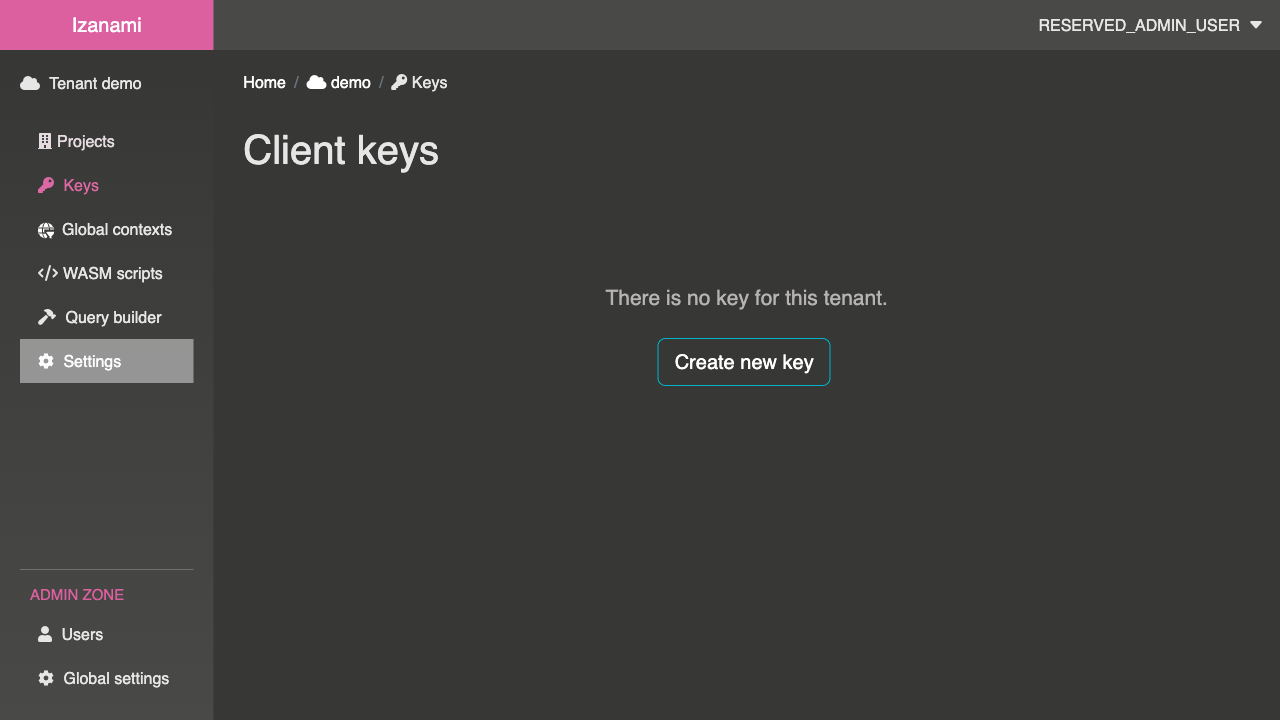 Izanami
RESERVED_ADMIN_USER
Tenant demo
Projects
Keys
Global contexts
WASM scripts
Query builder
Settings
ADMIN ZONE
Users
Global settings
Home / demo / Keys
Client keys
There is no key for this tenant.
Create new key